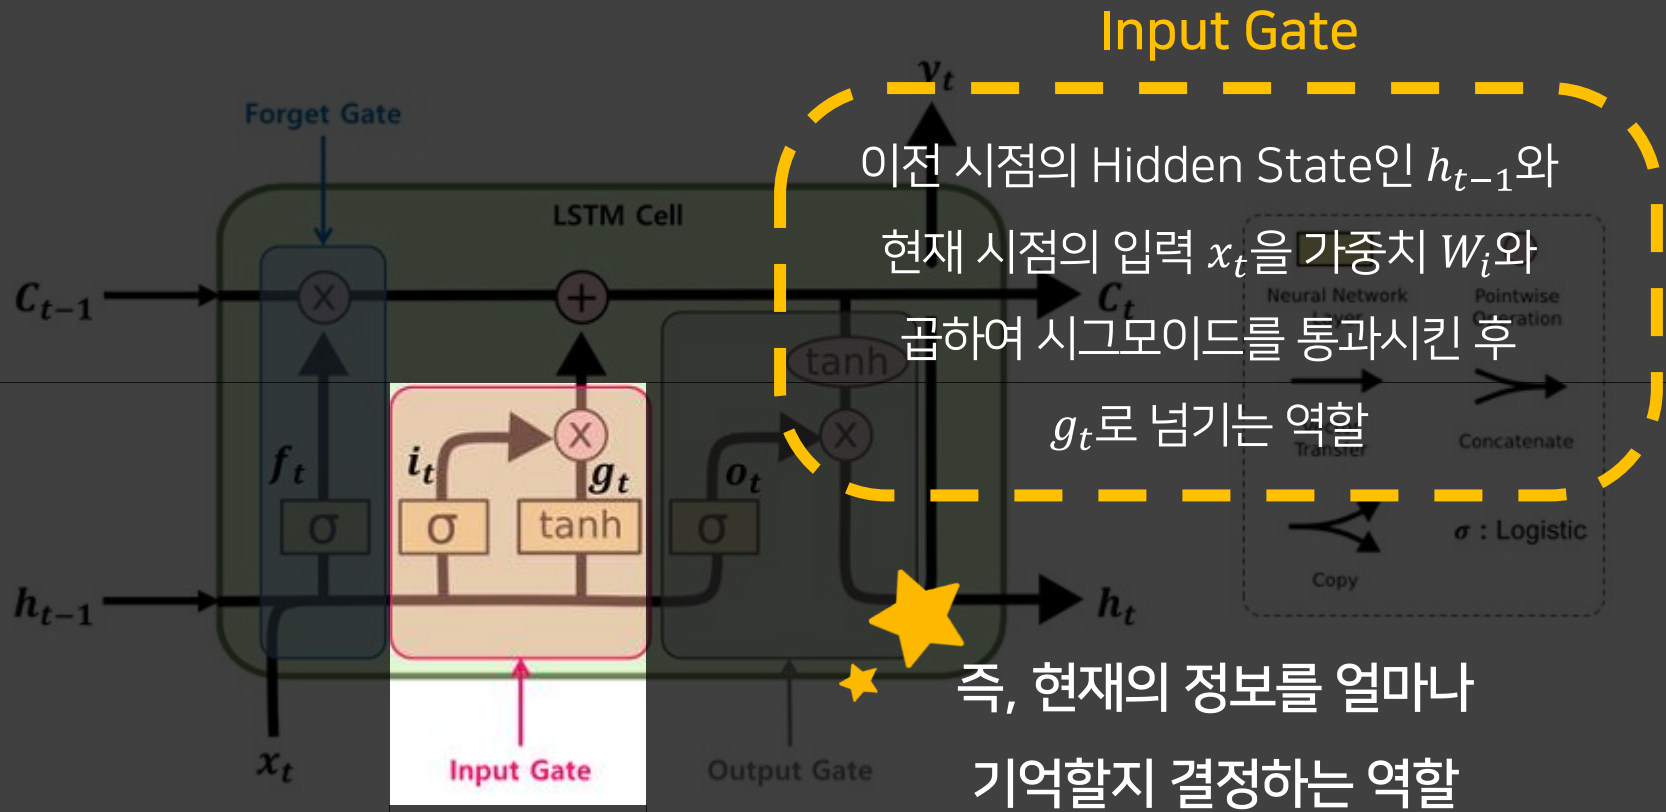 Input Gate
이전 시점의 Hidden State인 h_{t-1}와
현재 시점의 입력 x_t을 가중치 W_i와
곱하여 시그모이드를 통과시킨 후
g_t로 넘기는 역할
즉, 현재의 정보를 얼마나
기억할지 결정하는 역할
y_t
Forget Gate
LSTM Cell
C_{t-1}
X
+
C_t
tanh
f_t
i_t
X
g_t
o_t
X
σ
σ
tanh
σ
h_{t-1}
h_t
x_t
Input Gate
Output Gate
Neural Network
Layer
Pointwise
Operation
Transfer
Concatenate
Copy
σ : Logistic